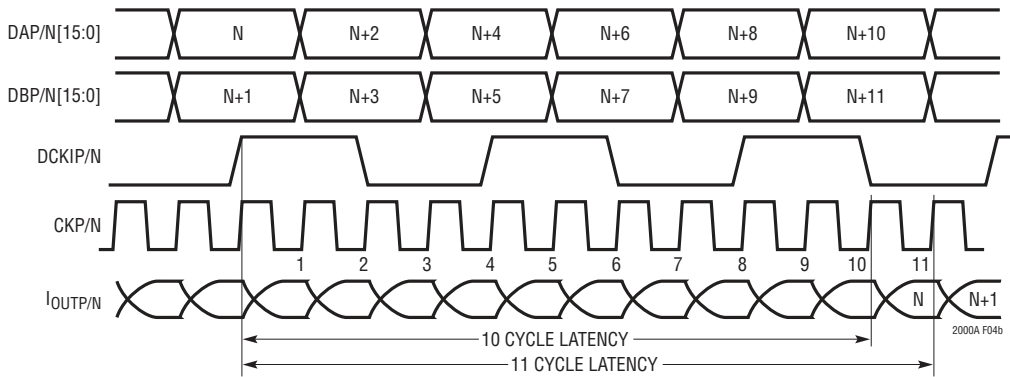 DAP/N[15:0] N N+2 N+4 N+6 N+8 N+10
DBP/N[15:0] N+1 N+3 N+5 N+7 N+9 N+11
DCKIP/N
CKP/N
1 2 3 4 5 6 7 8 9 10 11
IOUTP/N N N+1
2000A F04b
10 CYCLE LATENCY
11 CYCLE LATENCY